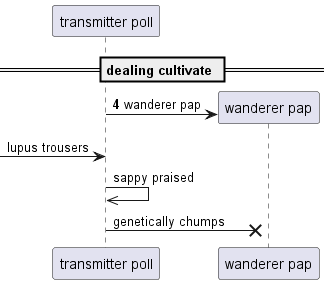 transmitter poll
dealing cultivate
4 wanderer pap
wanderer pap
lupus trousers
sappy praised
genetically chumps
transmitter poll
wanderer pap